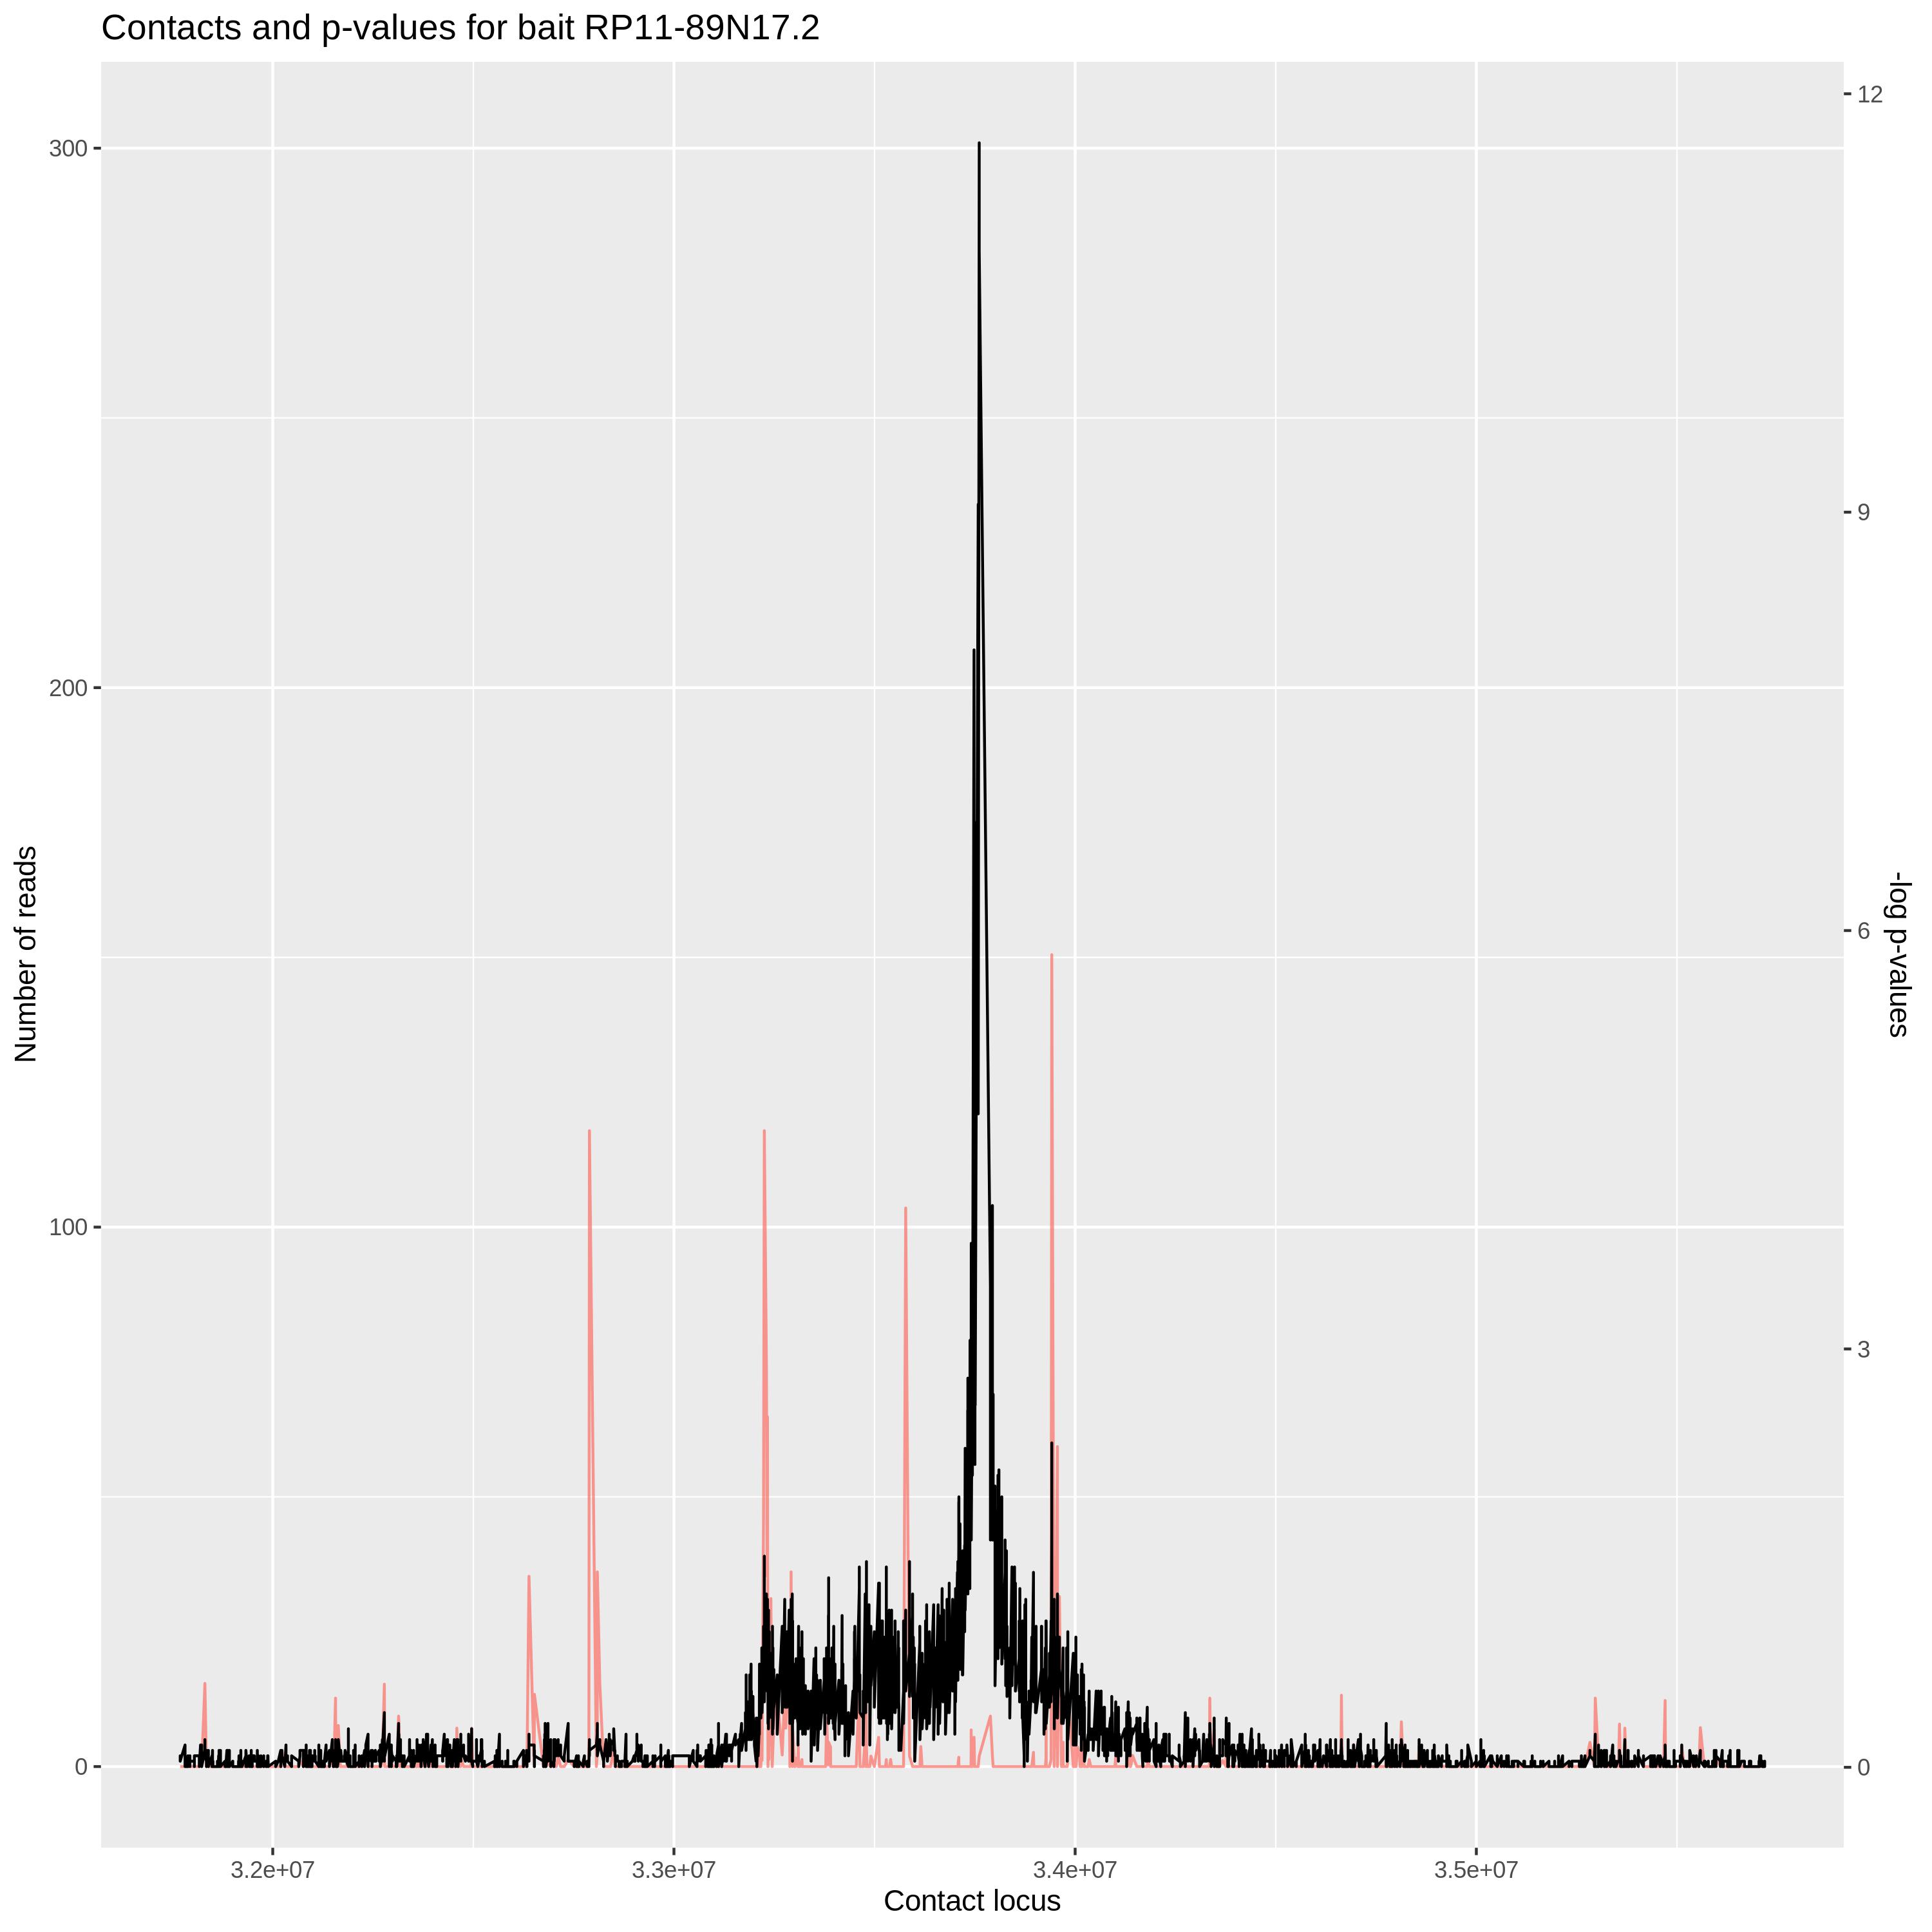 Contacts and p-values for bait RP11-89N17.2
300
200
100
0
Number of reads
12
9
6
3
0
-log p-values
3.2e+07
3.3e+07
3.4e+07
3.5e+07
Contact locus